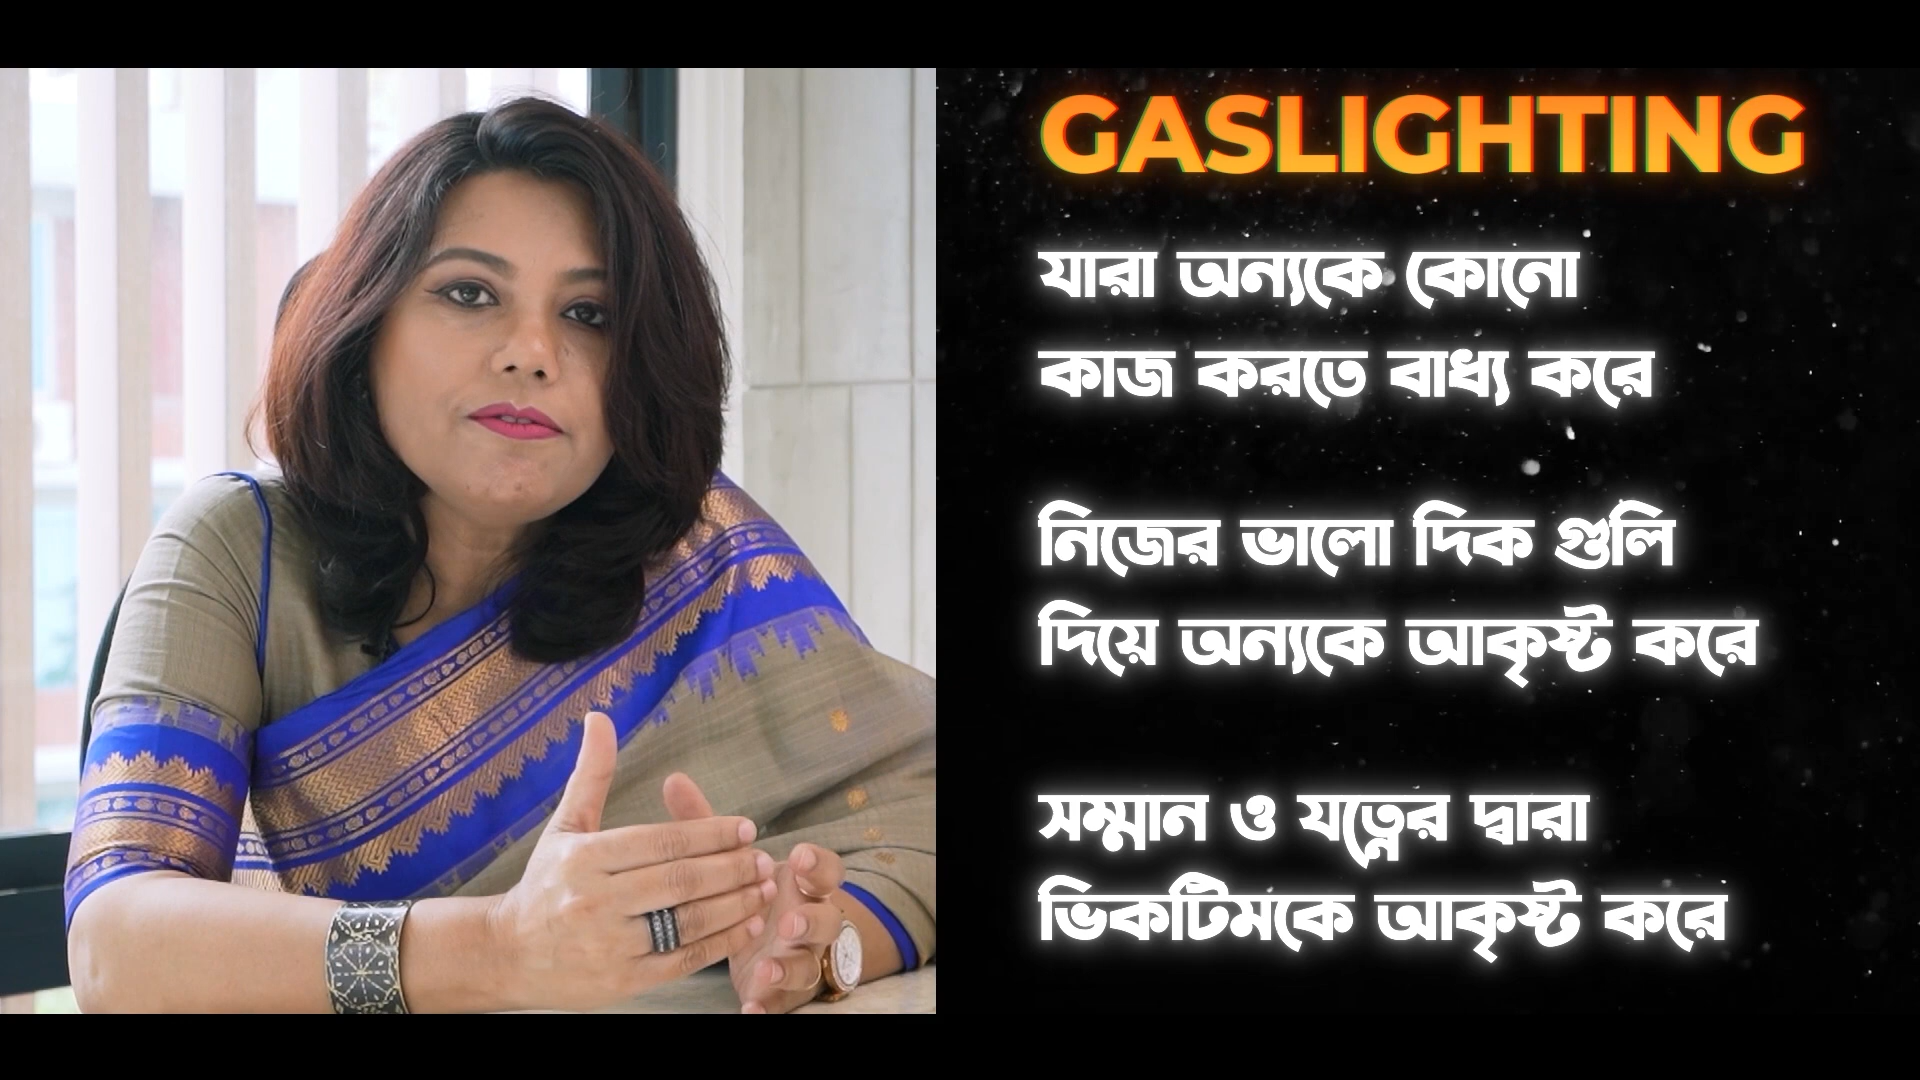 GASLIGHTING
যারা অন্যকে কোনো
কাজ করতে বাধ্য করে
নিজের ভালো দিক গুলি
দিয়ে অন্যকে আকৃষ্ট করে
সম্মান ও যত্নের দ্বারা
ভিকটিমকে আকৃষ্ট করে